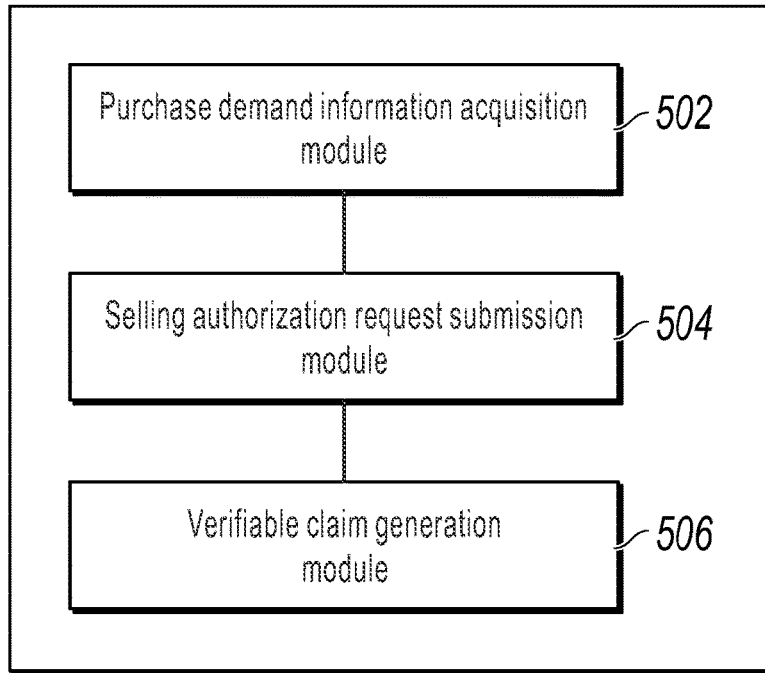 Purchase demand information acquisition
module
502
Selling authorization request submission
module
504
Verifiable claim generation
module
506